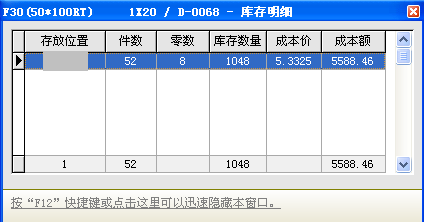 F30(50*100RT) 1X20 / D-0068 - 库存明细
存放位置 件数 零数 库存数量 成本价 成本额
52 8 1048 5.3325 5588.46
1 52 1048 5588.46
按“F12”快捷键或点击这里可以迅速隐藏本窗口。